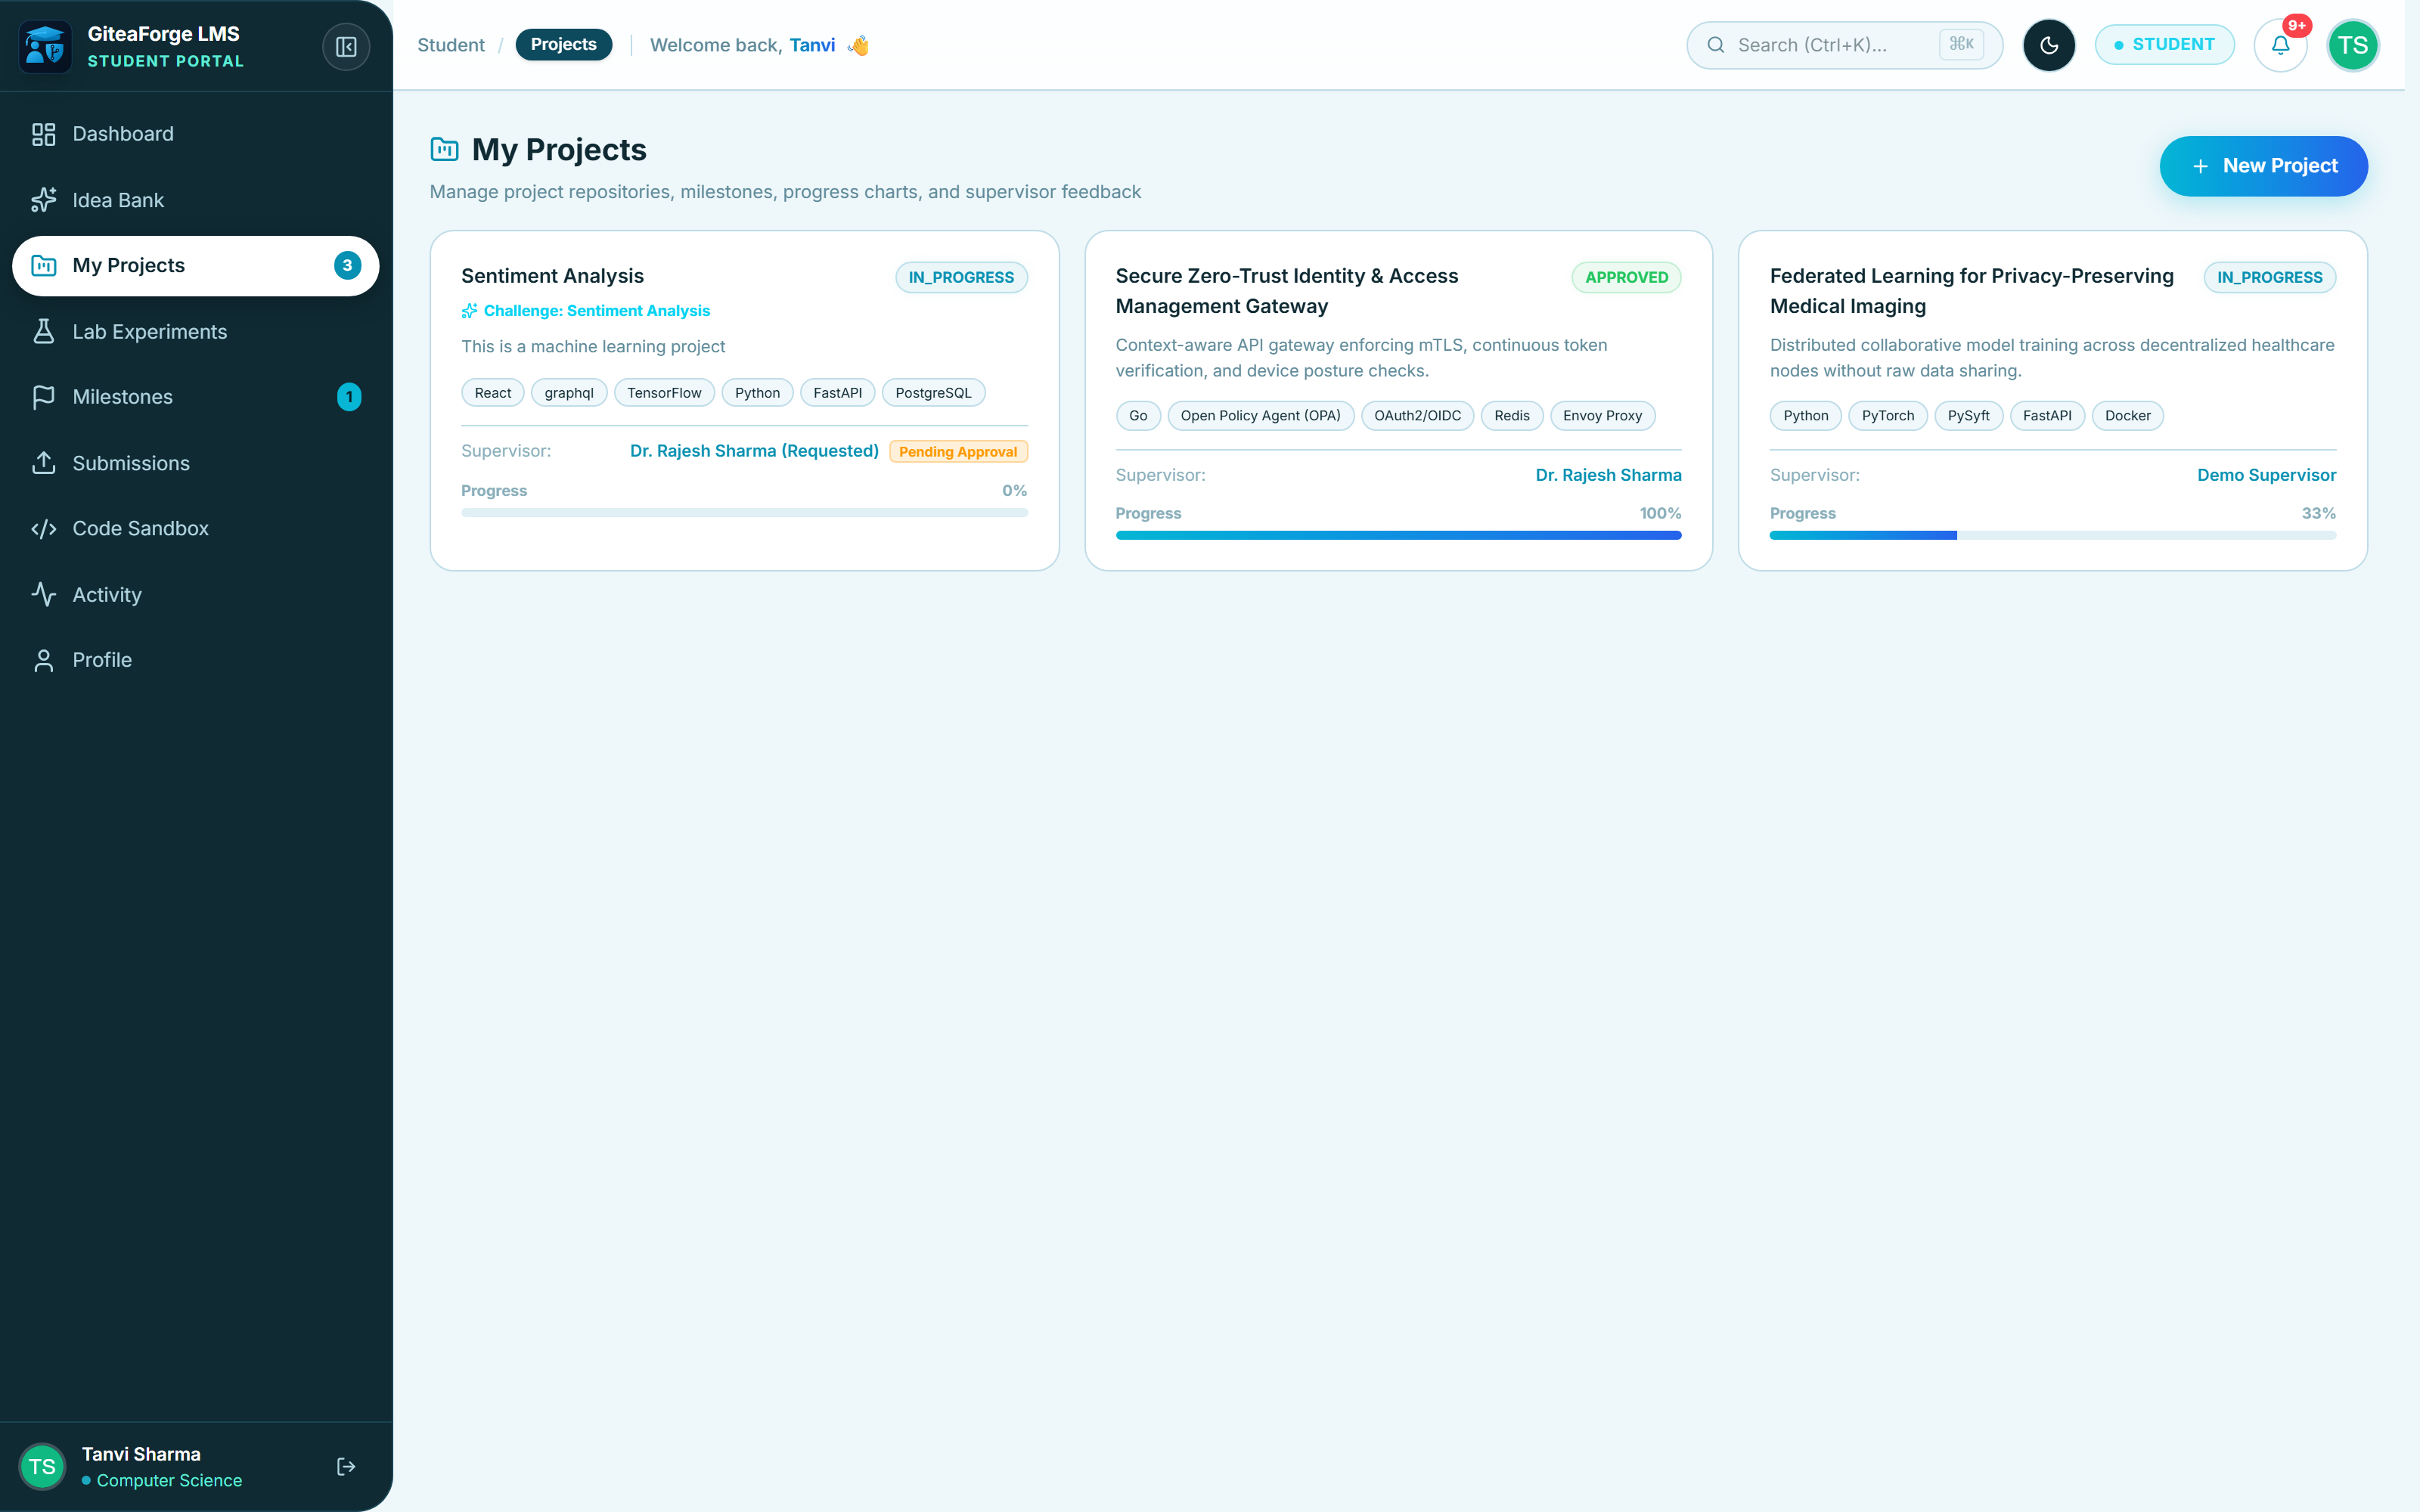 GiteaForge LMS
STUDENT PORTAL
Dashboard
Idea Bank
My Projects
3
Lab Experiments
Milestones
1
Submissions
Code Sandbox
Activity
Profile
TS
Tanvi Sharma
Computer Science
Student / Projects | Welcome back, Tanvi 👋
Search (Ctrl+K)...
⌘K
STUDENT
9+
TS
My Projects
Manage project repositories, milestones, progress charts, and supervisor feedback
+ New Project
Sentiment Analysis
IN_PROGRESS
Challenge: Sentiment Analysis
This is a machine learning project
React graphql TensorFlow Python FastAPI PostgreSQL
Supervisor: Dr. Rajesh Sharma (Requested) Pending Approval
Progress 0%
Secure Zero-Trust Identity & Access
Management Gateway
APPROVED
Context-aware API gateway enforcing mTLS, continuous token
verification, and device posture checks.
Go Open Policy Agent (OPA) OAuth2/OIDC Redis Envoy Proxy
Supervisor: Dr. Rajesh Sharma
Progress 100%
Federated Learning for Privacy-Preserving
Medical Imaging
IN_PROGRESS
Distributed collaborative model training across decentralized healthcare
nodes without raw data sharing.
Python PyTorch PySyft FastAPI Docker
Supervisor: Demo Supervisor
Progress 33%